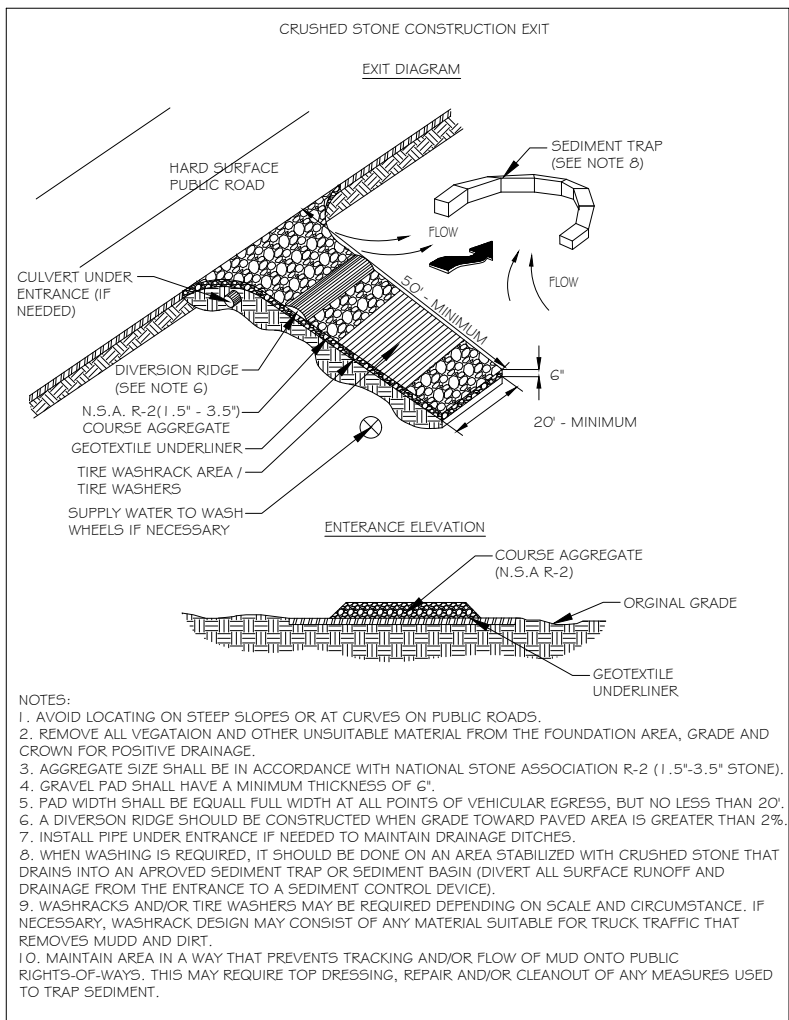 CRUSHED STONE CONSTRUCTION EXIT
EXIT DIAGRAM
HARD SURFACE
PUBLIC ROAD
SEDIMENT TRAP
(SEE NOTE 8)
FLOW
FLOW
CULVERT UNDER
ENTRANCE (IF
NEEDED)
50' - MINIMUM
6"
20' - MINIMUM
DIVERSION RIDGE
(SEE NOTE 6)
N.S.A. R-2(1.5" - 3.5")
COURSE AGGREGATE
GEOTEXTILE UNDERLINER
TIRE WASHRACK AREA /
TIRE WASHERS
SUPPLY WATER TO WASH
WHEELS IF NECESSARY
ENTERANCE ELEVATION
COURSE AGGREGATE
(N.S.A R-2)
ORGINAL GRADE
GEOTEXTILE
UNDERLINER
NOTES:
1. AVOID LOCATING ON STEEP SLOPES OR AT CURVES ON PUBLIC ROADS.
2. REMOVE ALL VEGATAION AND OTHER UNSUITABLE MATERIAL FROM THE FOUNDATION AREA, GRADE AND
CROWN FOR POSITIVE DRAINAGE.
3. AGGREGATE SIZE SHALL BE IN ACCORDANCE WITH NATIONAL STONE ASSOCIATION R-2 (1.5"-3.5" STONE).
4. GRAVEL PAD SHALL HAVE A MINIMUM THICKNESS OF 6".
5. PAD WIDTH SHALL BE EQUALL FULL WIDTH AT ALL POINTS OF VEHICULAR EGRESS, BUT NO LESS THAN 20'.
6. A DIVERSON RIDGE SHOULD BE CONSTRUCTED WHEN GRADE TOWARD PAVED AREA IS GREATER THAN 2%.
7. INSTALL PIPE UNDER ENTRANCE IF NEEDED TO MAINTAIN DRAINAGE DITCHES.
8. WHEN WASHING IS REQUIRED, IT SHOULD BE DONE ON AN AREA STABILIZED WITH CRUSHED STONE THAT
DRAINS INTO AN APROVED SEDIMENT TRAP OR SEDIMENT BASIN (DIVERT ALL SURFACE RUNOFF AND
DRAINAGE FROM THE ENTRANCE TO A SEDIMENT CONTROL DEVICE).
9. WASHRACKS AND/OR TIRE WASHERS MAY BE REQUIRED DEPENDING ON SCALE AND CIRCUMSTANCE. IF
NECESSARY, WASHRACK DESIGN MAY CONSIST OF ANY MATERIAL SUITABLE FOR TRUCK TRAFFIC THAT
REMOVES MUDD AND DIRT.
10. MAINTAIN AREA IN A WAY THAT PREVENTS TRACKING AND/OR FLOW OF MUD ONTO PUBLIC
RIGHTS-OF-WAYS. THIS MAY REQUIRE TOP DRESSING, REPAIR AND/OR CLEANOUT OF ANY MEASURES USED
TO TRAP SEDIMENT.